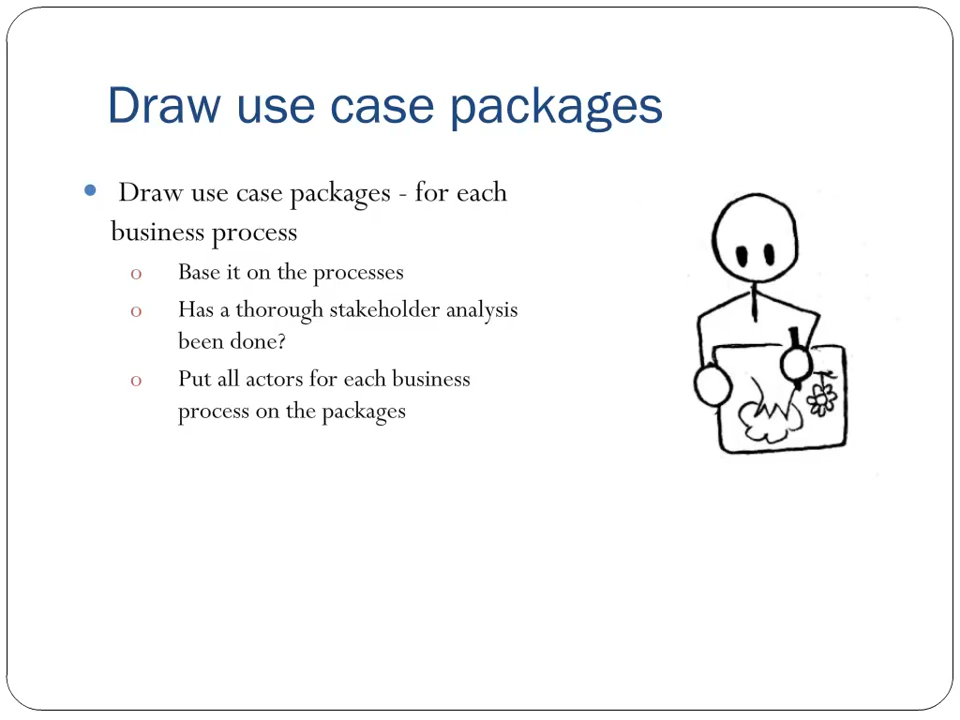 Draw use case packages
• Draw use case packages - for each
business process
o Base it on the processes
o Has a thorough stakeholder analysis
been done?
o Put all actors for each business
process on the packages